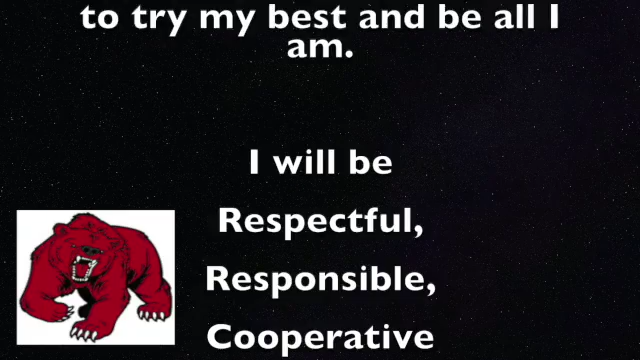 to try my best and be all I
am.
I will be
Respectful,
Responsible,
Cooperative